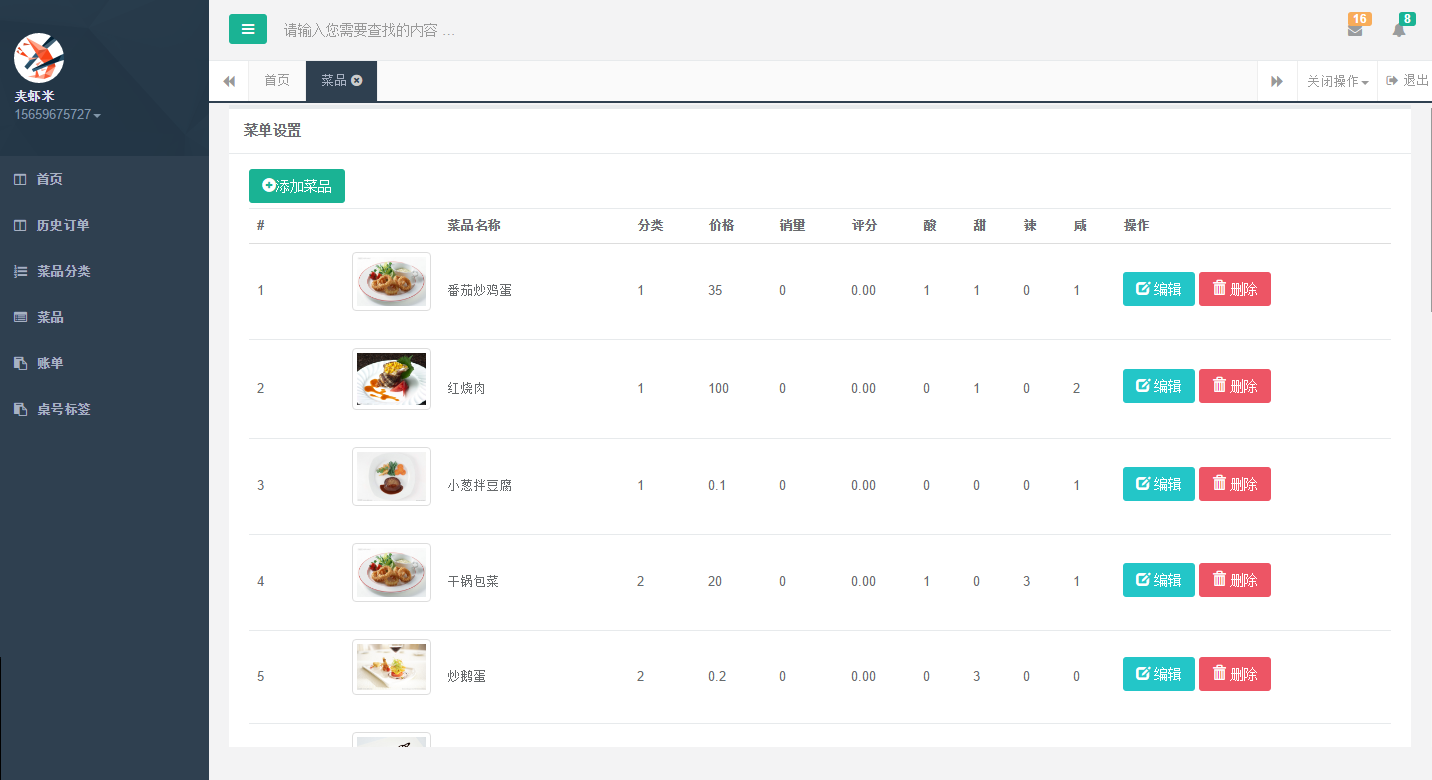 请输入您需要查找的内容 …
16
8
夹虾米
15659675727
首页
菜品
关闭操作
退出
首页
历史订单
菜品分类
菜品
账单
桌号标签
菜单设置
添加菜品
# 菜品名称 分类 价格 销量 评分 酸 甜 辣 咸 操作
1 番茄炒鸡蛋 1 35 0 0.00 1 1 0 1 编辑 删除
2 红烧肉 1 100 0 0.00 0 1 0 2 编辑 删除
3 小葱拌豆腐 1 0.1 0 0.00 0 0 0 1 编辑 删除
4 干锅包菜 2 20 0 0.00 1 0 3 1 编辑 删除
5 炒鹅蛋 2 0.2 0 0.00 0 3 0 0 编辑 删除